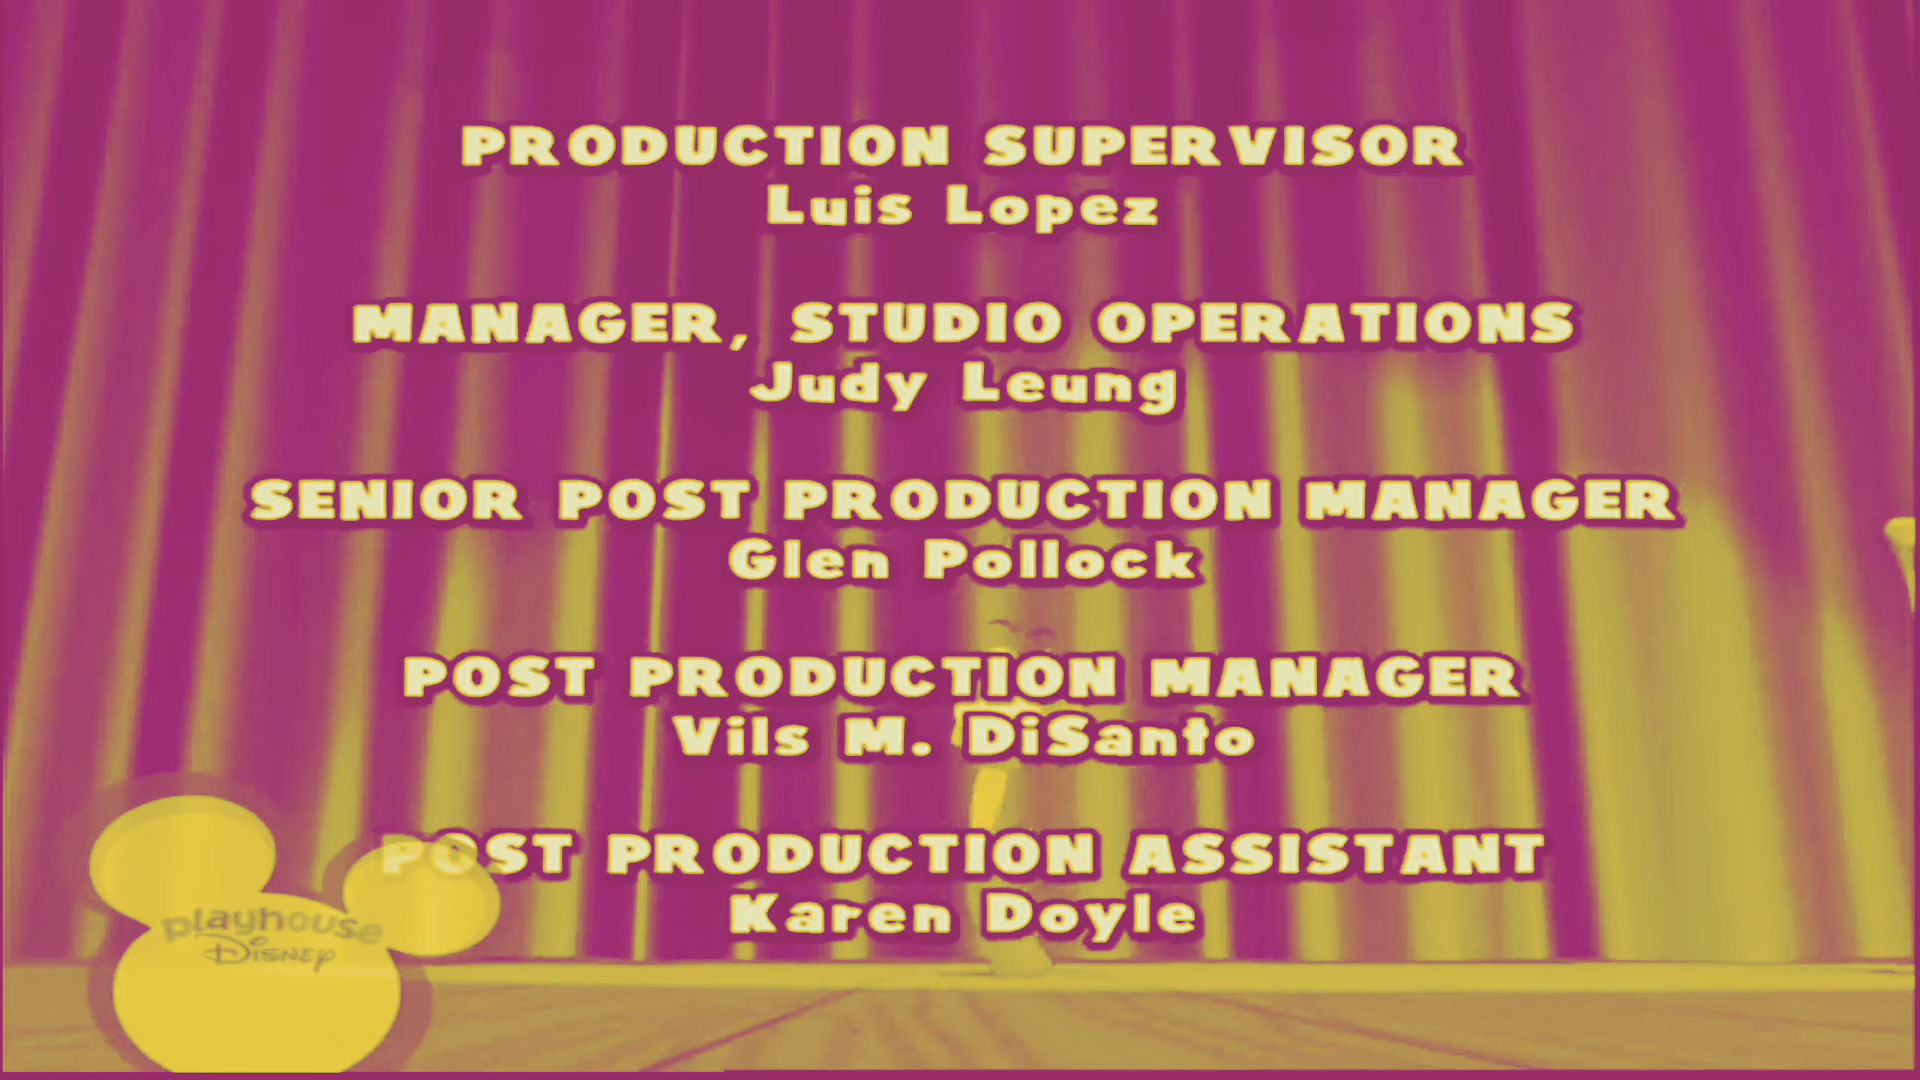 PRODUCTION SUPERVISOR
Luis Lopez
MANAGER, STUDIO OPERATIONS
Judy Leung
SENIOR POST PRODUCTION MANAGER
Glen Pollock
POST PRODUCTION MANAGER
Vils M. DiSanto
POST PRODUCTION ASSISTANT
Karen Doyle
playhouse
Disney